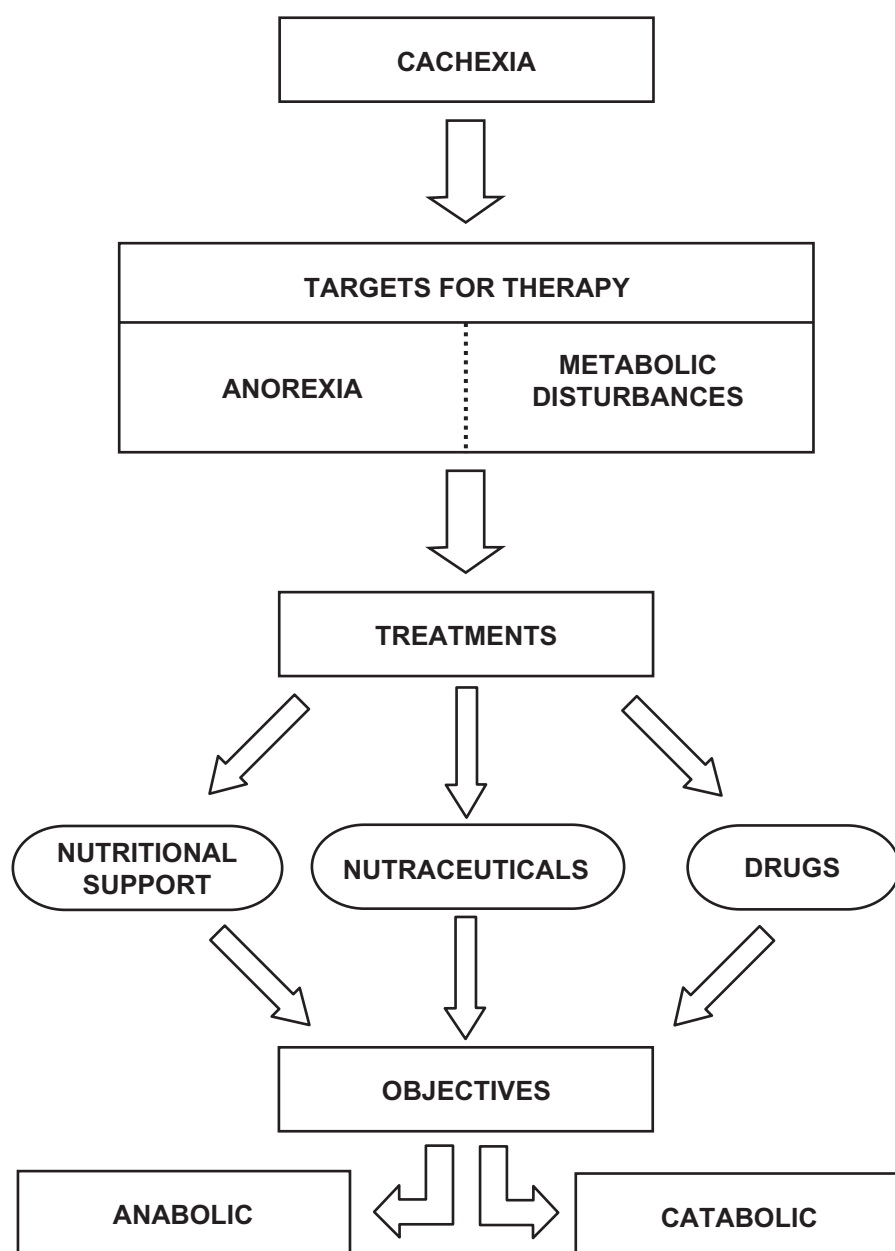 CACHEXIA
TARGETS FOR THERAPY
ANOREXIA
METABOLIC
DISTURBANCES
TREATMENTS
NUTRITIONAL
SUPPORT
NUTRACEUTICALS
DRUGS
OBJECTIVES
ANABOLIC
CATABOLIC